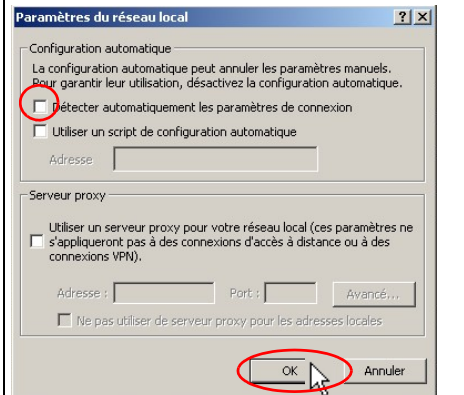 Paramètres du réseau local
Configuration automatique
La configuration automatique peut annuler les paramètres manuels.
Pour garantir leur utilisation, désactivez la configuration automatique.
Détecter automatiquement les paramètres de connexion
Utiliser un script de configuration automatique
Adresse
Serveur proxy
Utiliser un serveur proxy pour votre réseau local (ces paramètres ne
s'appliqueront pas à des connexions d'accès à distance ou à des
connexions VPN).
Adresse : Port : Avancé...
Ne pas utiliser de serveur proxy pour les adresses locales
OK Annuler